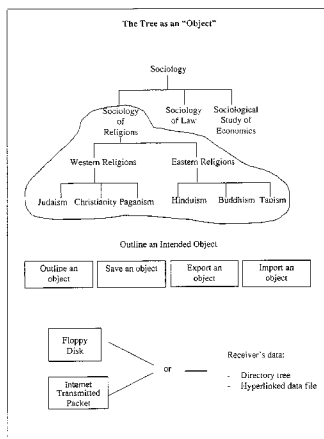 The Tree as an "Object"
Sociology
Sociology of Religions
Sociology of Law
Sociological Study of Economics
Western Religions
Eastern Religions
Judaism Christianity Paganism
Hinduism Buddhism Taoism
Outline an Intended Object
Outline an object
Save an object
Export an object
Import an object
Floppy Disk
Internet Transmitted Packet
or
Receiver's data:
- Directory tree
- Hyperlinked data file